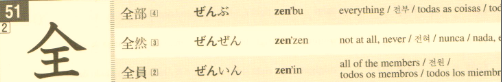 51
2
全
全部 ④ ぜんぶ zen'bu everything / 전부 / todas as coisas / tod
全然 ③ ぜんぜん zen'zen not at all, never / 전혀 / nunca / nada,
全員 ② ぜんいん zen'in all of the members / 전원 /
todos os membros / todos los miemb